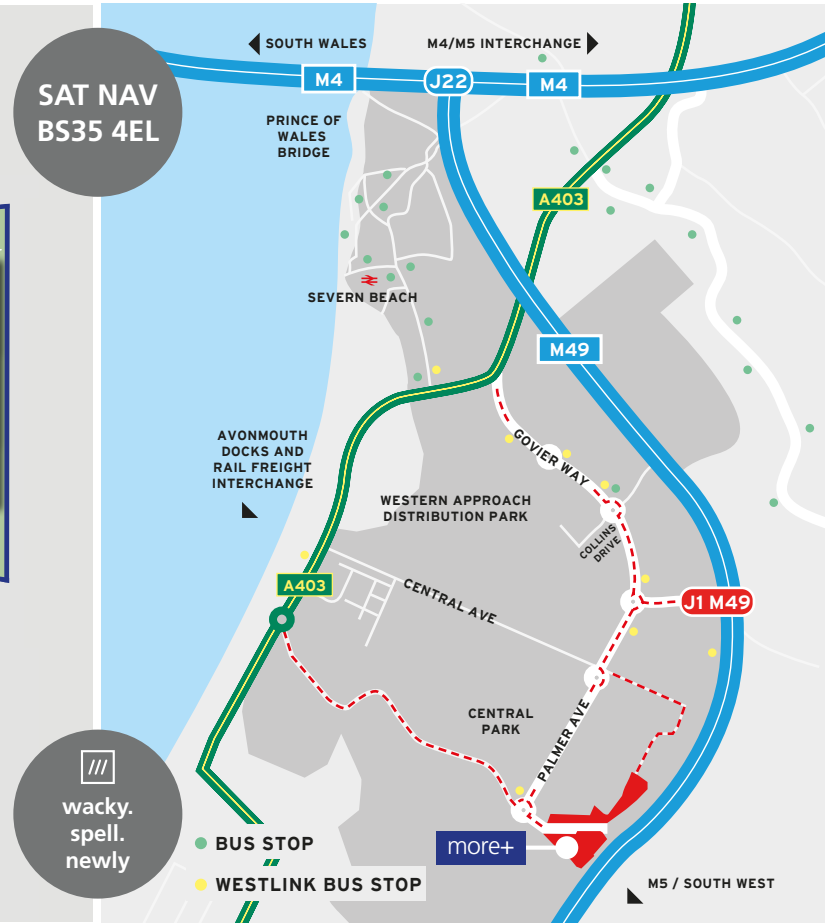 SOUTH WALES
M4/M5 INTERCHANGE
SAT NAV
BS35 4EL
M4
J22
M4
PRINCE OF
WALES
BRIDGE
A403
SEVERN BEACH
M49
AVONMOUTH
DOCKS AND
RAIL FREIGHT
INTERCHANGE
GOVIER WAY
WESTERN APPROACH
DISTRIBUTION PARK
COLLINS
DRIVE
A403
CENTRAL AVE
J1 M49
CENTRAL
PARK
PALMER AVE
///
wacky.
spell.
newly
BUS STOP
more+
WESTLINK BUS STOP
M5 / SOUTH WEST